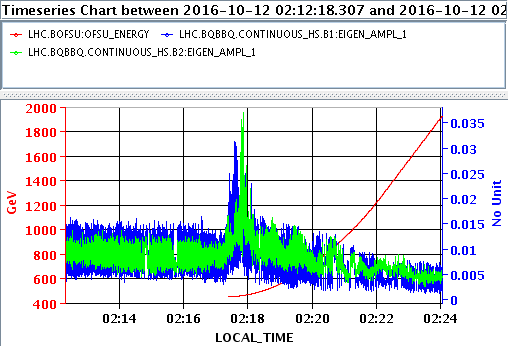 Timeseries Chart between 2016-10-12 02:12:18.307 and 2016-10-12 02
LHC.BOFSU:OFSU_ENERGY LHC.BQBBQ.CONTINUOUS_HS.B1:EIGEN_AMPL_1
LHC.BQBBQ.CONTINUOUS_HS.B2:EIGEN_AMPL_1
2000
1800
1600
1400
1200
1000
800
600
400
GeV
0.035
0.03
0.025
0.02
0.015
0.01
0.005
0
No Unit
02:14 02:16 02:18 02:20 02:22 02:24
LOCAL_TIME